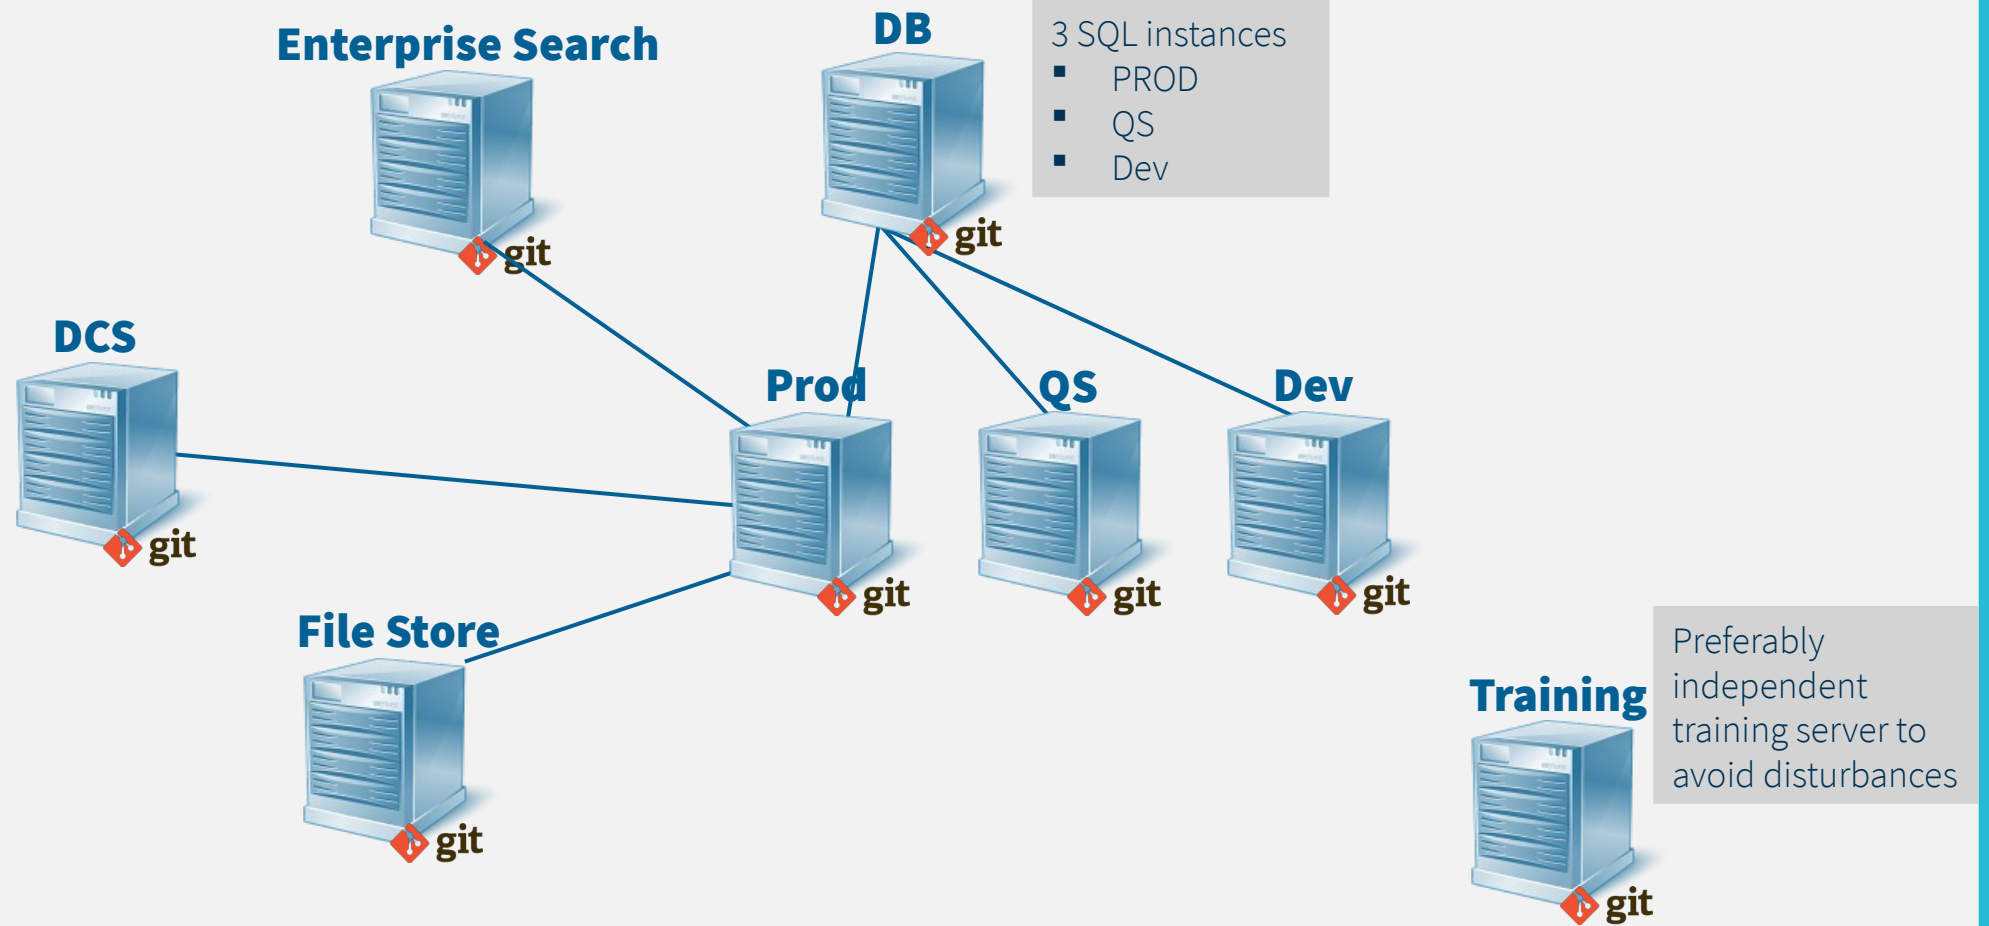 Enterprise Search
git
DB
git
3 SQL instances
▪ PROD
▪ QS
▪ Dev
DCS
git
Prod
git
QS
git
Dev
git
File Store
git
Training
git
Preferably
independent
training server to
avoid disturbances